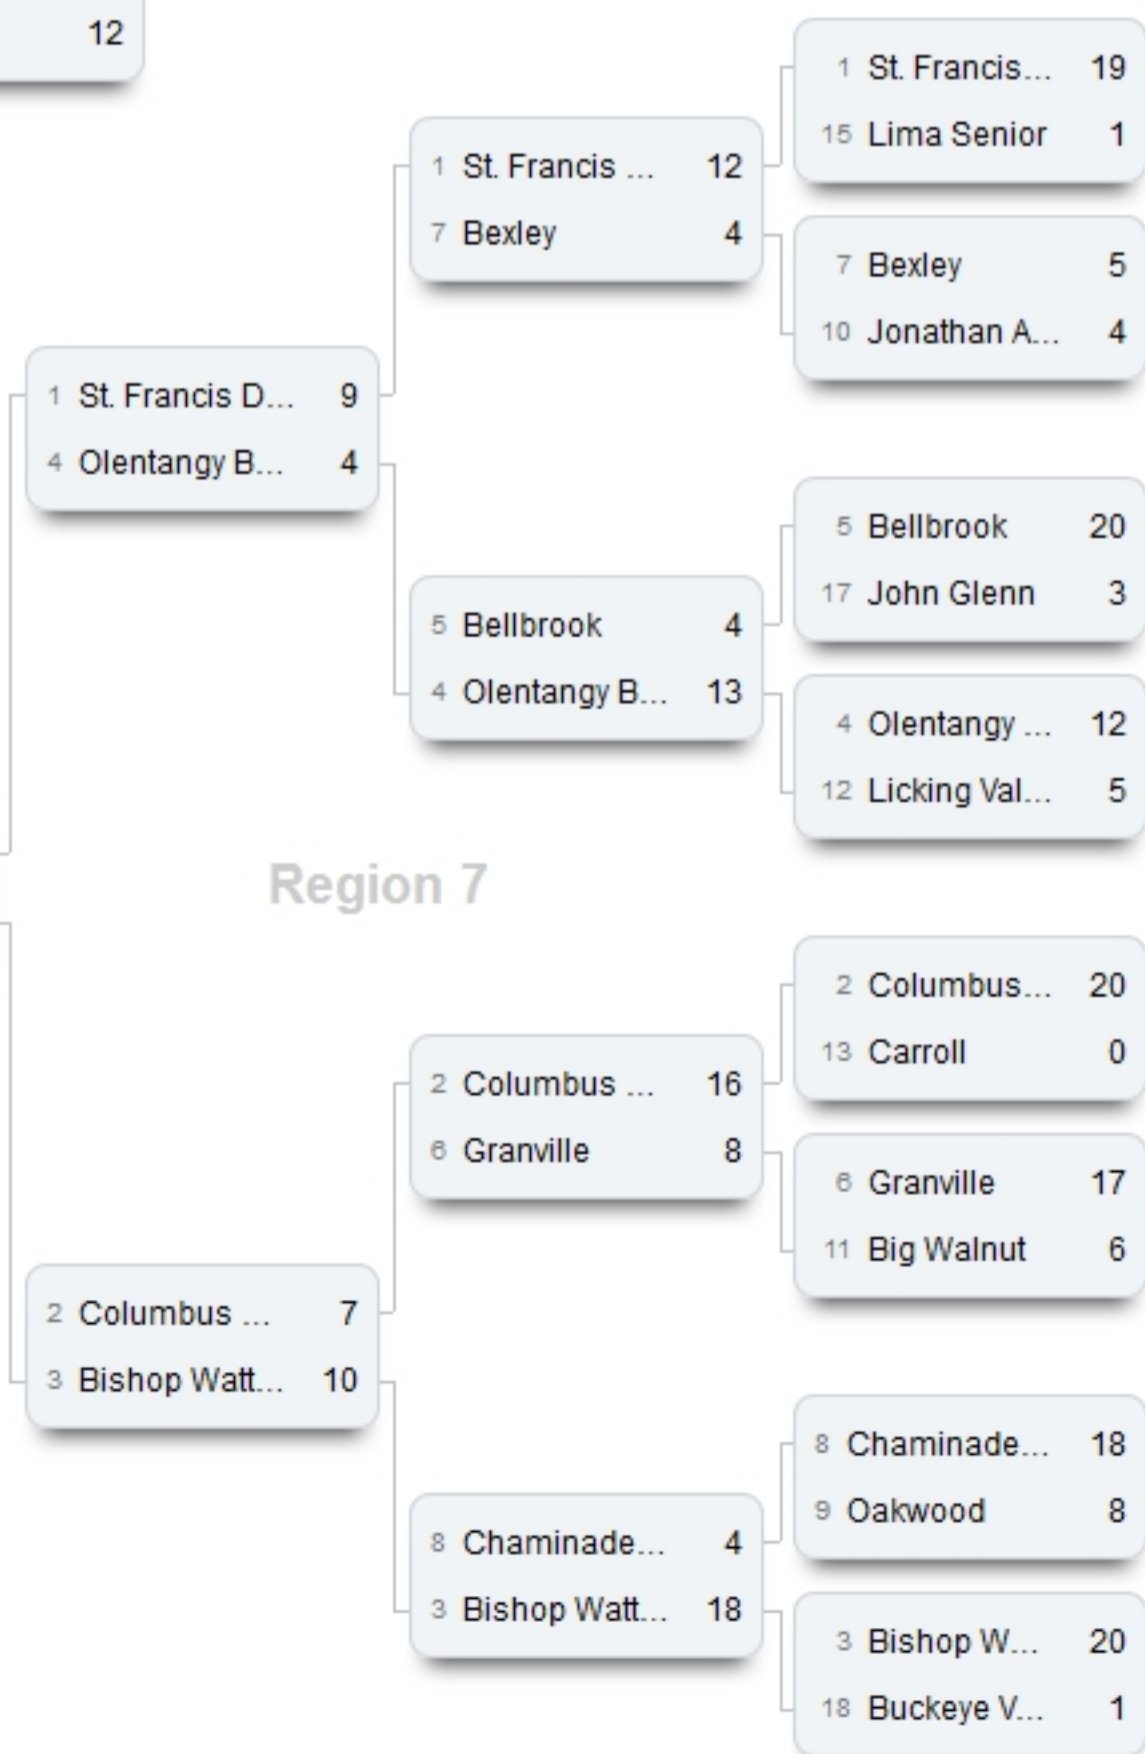 12
1 St. Francis... 19
15 Lima Senior 1
1 St. Francis ... 12
7 Bexley 4
7 Bexley 5
10 Jonathan A... 4
1 St. Francis D... 9
4 Olentangy B... 4
5 Bellbrook 20
17 John Glenn 3
5 Bellbrook 4
4 Olentangy B... 13
4 Olentangy ... 12
12 Licking Val... 5
Region 7
2 Columbus... 20
13 Carroll 0
2 Columbus ... 16
6 Granville 8
6 Granville 17
11 Big Walnut 6
2 Columbus ... 7
3 Bishop Watt... 10
8 Chaminade... 18
9 Oakwood 8
8 Chaminade... 4
3 Bishop Watt... 18
3 Bishop W... 20
18 Buckeye V... 1